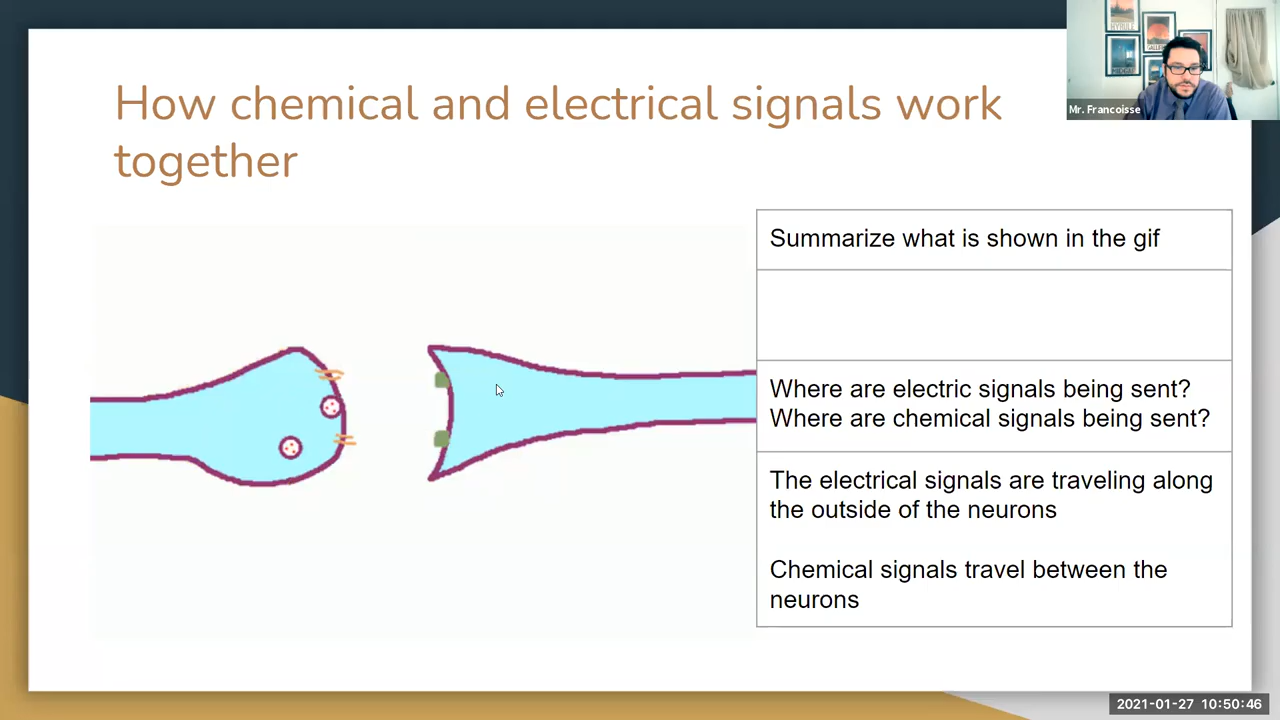 How chemical and electrical signals work
together
Mr. Francoisse
Summarize what is shown in the gif
Where are electric signals being sent?
Where are chemical signals being sent?
The electrical signals are traveling along
the outside of the neurons
Chemical signals travel between the
neurons
2021-01-27 10:50:46